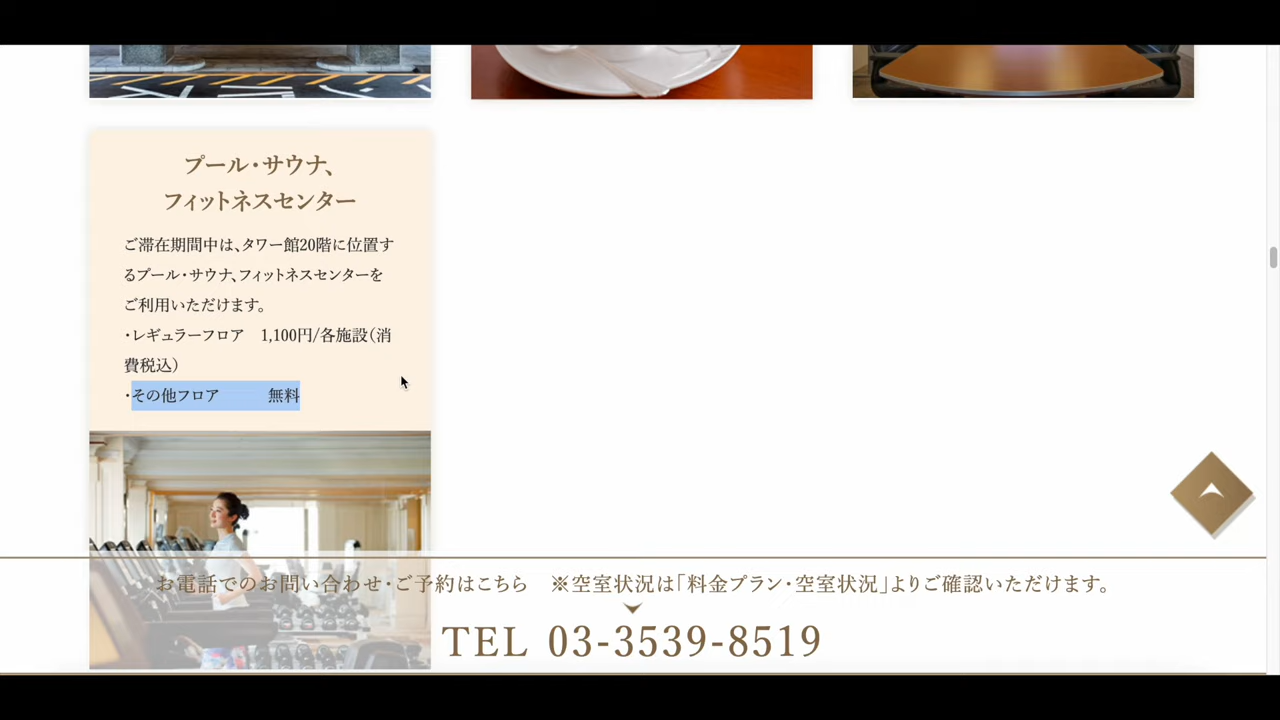 プール・サウナ、
フィットネスセンター
ご滞在期間中は、タワー館20階に位置す
るプール・サウナ、フィットネスセンターを
ご利用いただけます。
・レギュラーフロア　1,100円/各施設(消
費税込)
・その他フロア　　　無料
お電話でのお問い合わせ・ご予約はこちら　※空室状況は「料金プラン・空室状況」よりご確認いただけます。
TEL 03-3539-8519